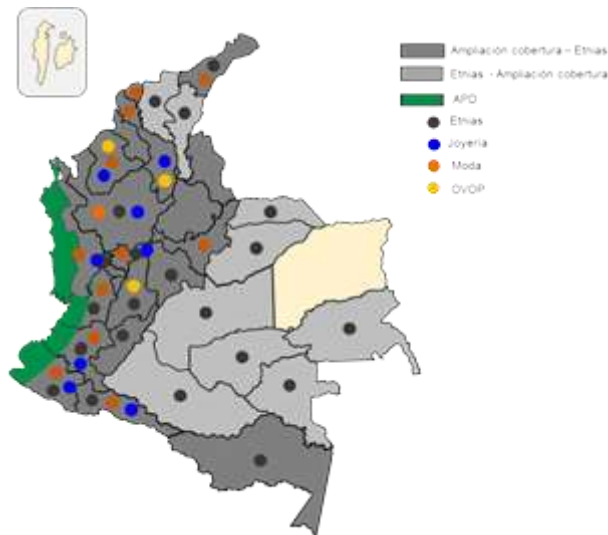 Ampliación cobertura – Etnias
Etnias - Ampliación cobertura
APD
Etnias
Joyería
Moda
OVOP